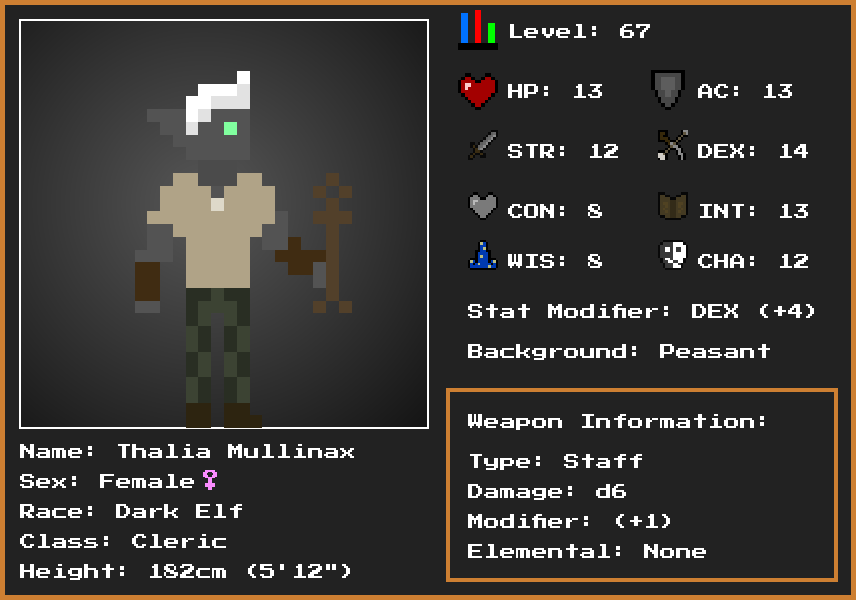 Level: 67
HP: 13
AC: 13
STR: 12
DEX: 14
CON: 8
INT: 13
WIS: 8
CHA: 12
Stat Modifier: DEX (+4)
Background: Peasant
Weapon Information:
Type: Staff
Damage: d6
Modifier: (+1)
Elemental: None
Name: Thalia Mullinax
Sex: Female♀
Race: Dark Elf
Class: Cleric
Height: 182cm (5'12")